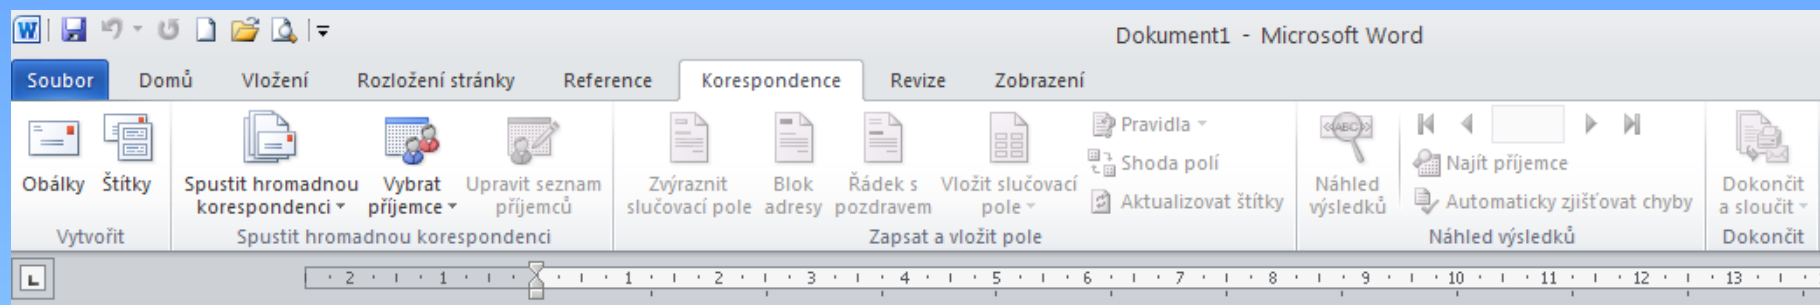 Dokument1 - Microsoft Word
Soubor Domů Vložení Rozložení stránky Reference Korespondence Revize Zobrazení
Obálky
Štítky
Vytvořit
Spustit hromadnou
korespondenci
Vybrat
příjemce
Upravit seznam
příjemců
Spustit hromadnou korespondenci
Zvýraznit
slučovací pole
Blok
adresy
Řádek s
pozdravem
Vložit slučovací
pole
Pravidla
Shoda polí
Aktualizovat štítky
Zapsat a vložit pole
«ABC»
Náhled
výsledků
Najít příjemce
Automaticky zjišťovat chyby
Náhled výsledků
Dokončit
a sloučit
Dokončit
2 1 1 2 3 4 5 6 7 8 9 10 11 12 13